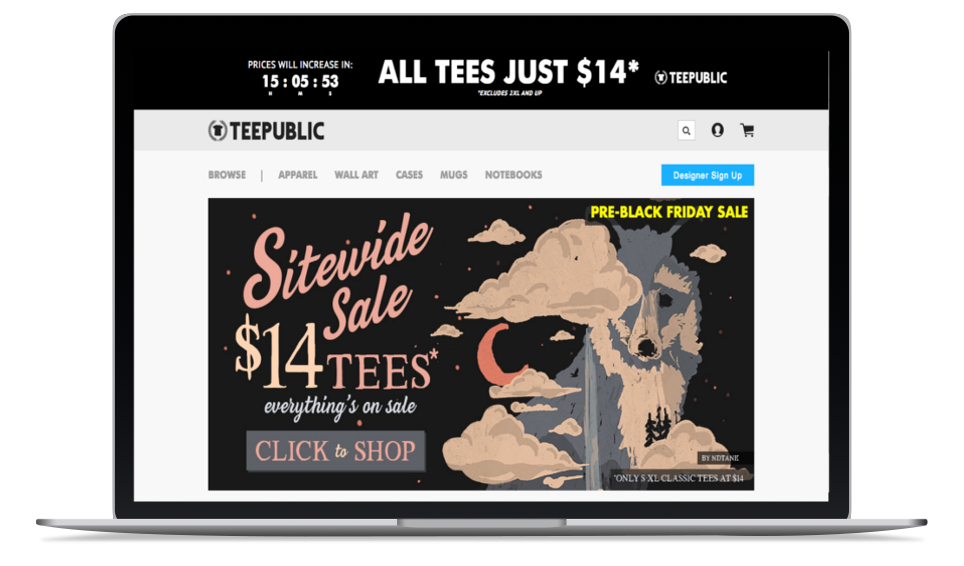 PRICES WILL INCREASE IN:
15 : 05 : 53
H M S
ALL TEES JUST $14*
*EXCLUDES 2XL AND UP
TEEPUBLIC
TEEPUBLIC
BROWSE | APPAREL WALL ART CASES MUGS NOTEBOOKS
Designer Sign Up
PRE-BLACK FRIDAY SALE
Sitewide
Sale
$14 TEES*
everything's on sale
CLICK to SHOP
BY NDTANK
*ONLY S-XL CLASSIC TEES AT $14